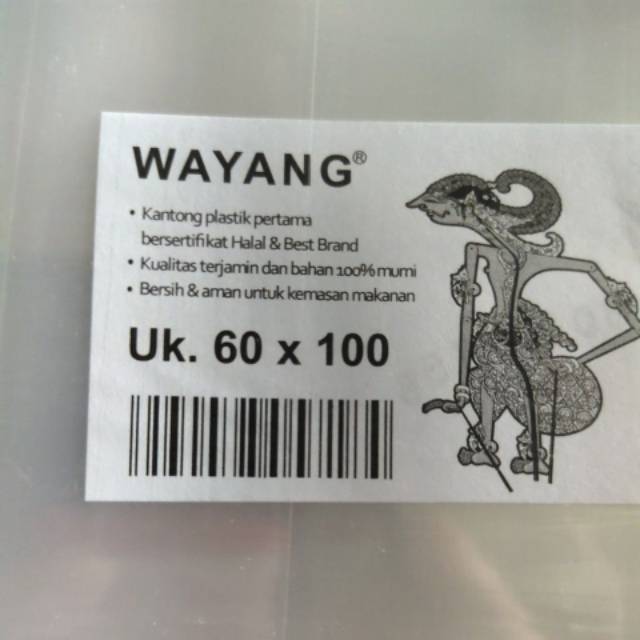 WAYANG®
• Kantong plastik pertama
bersertifikat Halal & Best Brand
• Kualitas terjamin dan bahan 100% murni
• Bersih & aman untuk kemasan makanan
Uk. 60 x 100